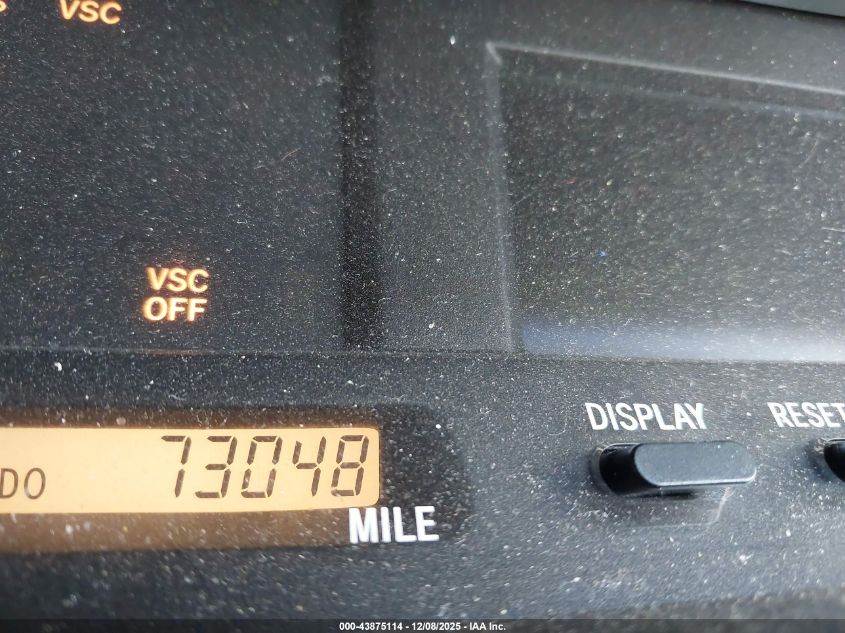 VSC
VSC
OFF
DISPLAY
RESET
DO 73048
MILE
000-43875114 - 12/08/2025 - IAA Inc.